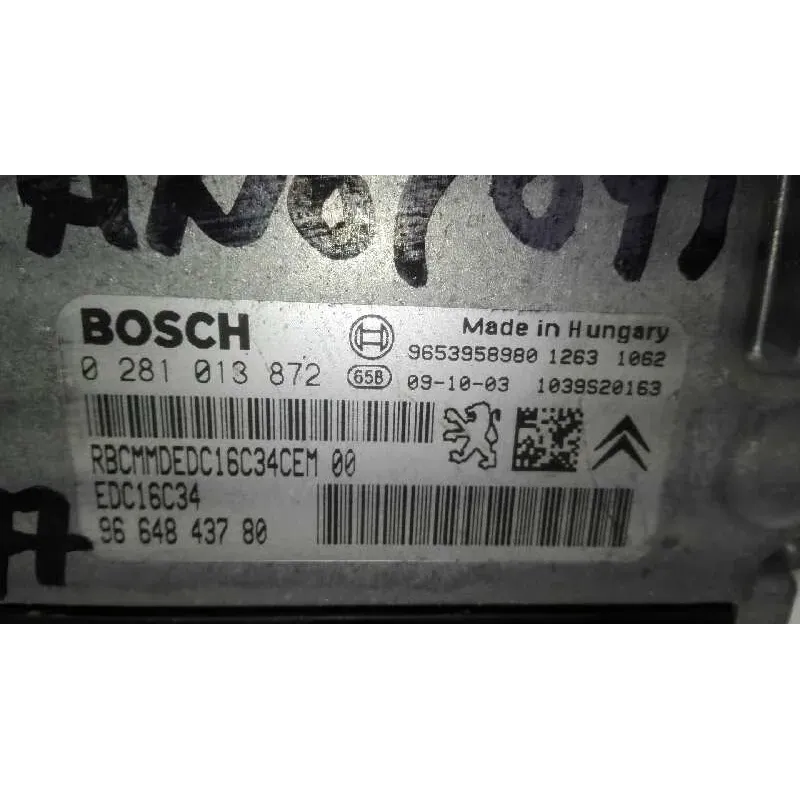 BOSCH
Made in Hungary
0 281 013 872
9653958980 1263 1062
65B 09-10-03 1039S20163
RBCMMDEDC16C34CEM 00
EDC16C34
96 648 437 80